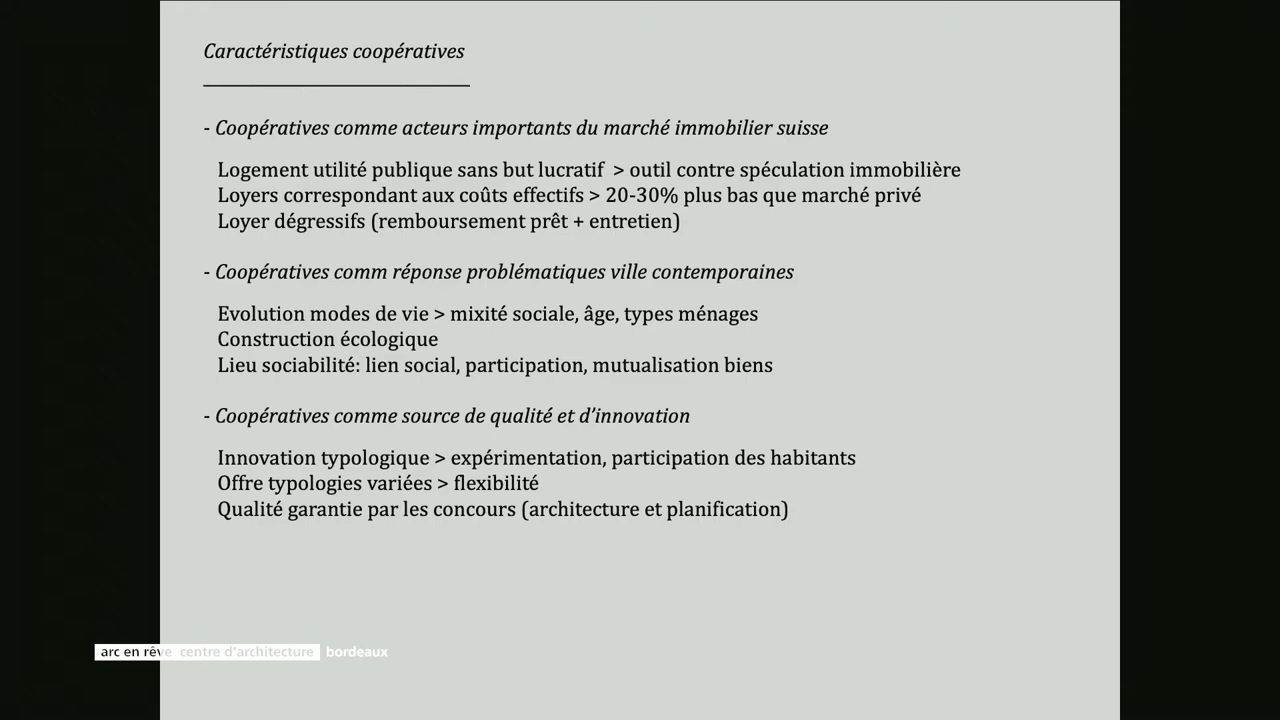 Caractéristiques coopératives
- Coopératives comme acteurs importants du marché immobilier suisse
Logement utilité publique sans but lucratif > outil contre spéculation immobilière
Loyers correspondant aux coûts effectifs > 20-30% plus bas que marché privé
Loyer dégressifs (remboursement prêt + entretien)
- Coopératives comm réponse problématiques ville contemporaines
Evolution modes de vie > mixité sociale, âge, types ménages
Construction écologique
Lieu sociabilité: lien social, participation, mutualisation biens
- Coopératives comme source de qualité et d'innovation
Innovation typologique > expérimentation, participation des habitants
Offre typologies variées > flexibilité
Qualité garantie par les concours (architecture et planification)
arc en rêve centre d'architecture bordeaux